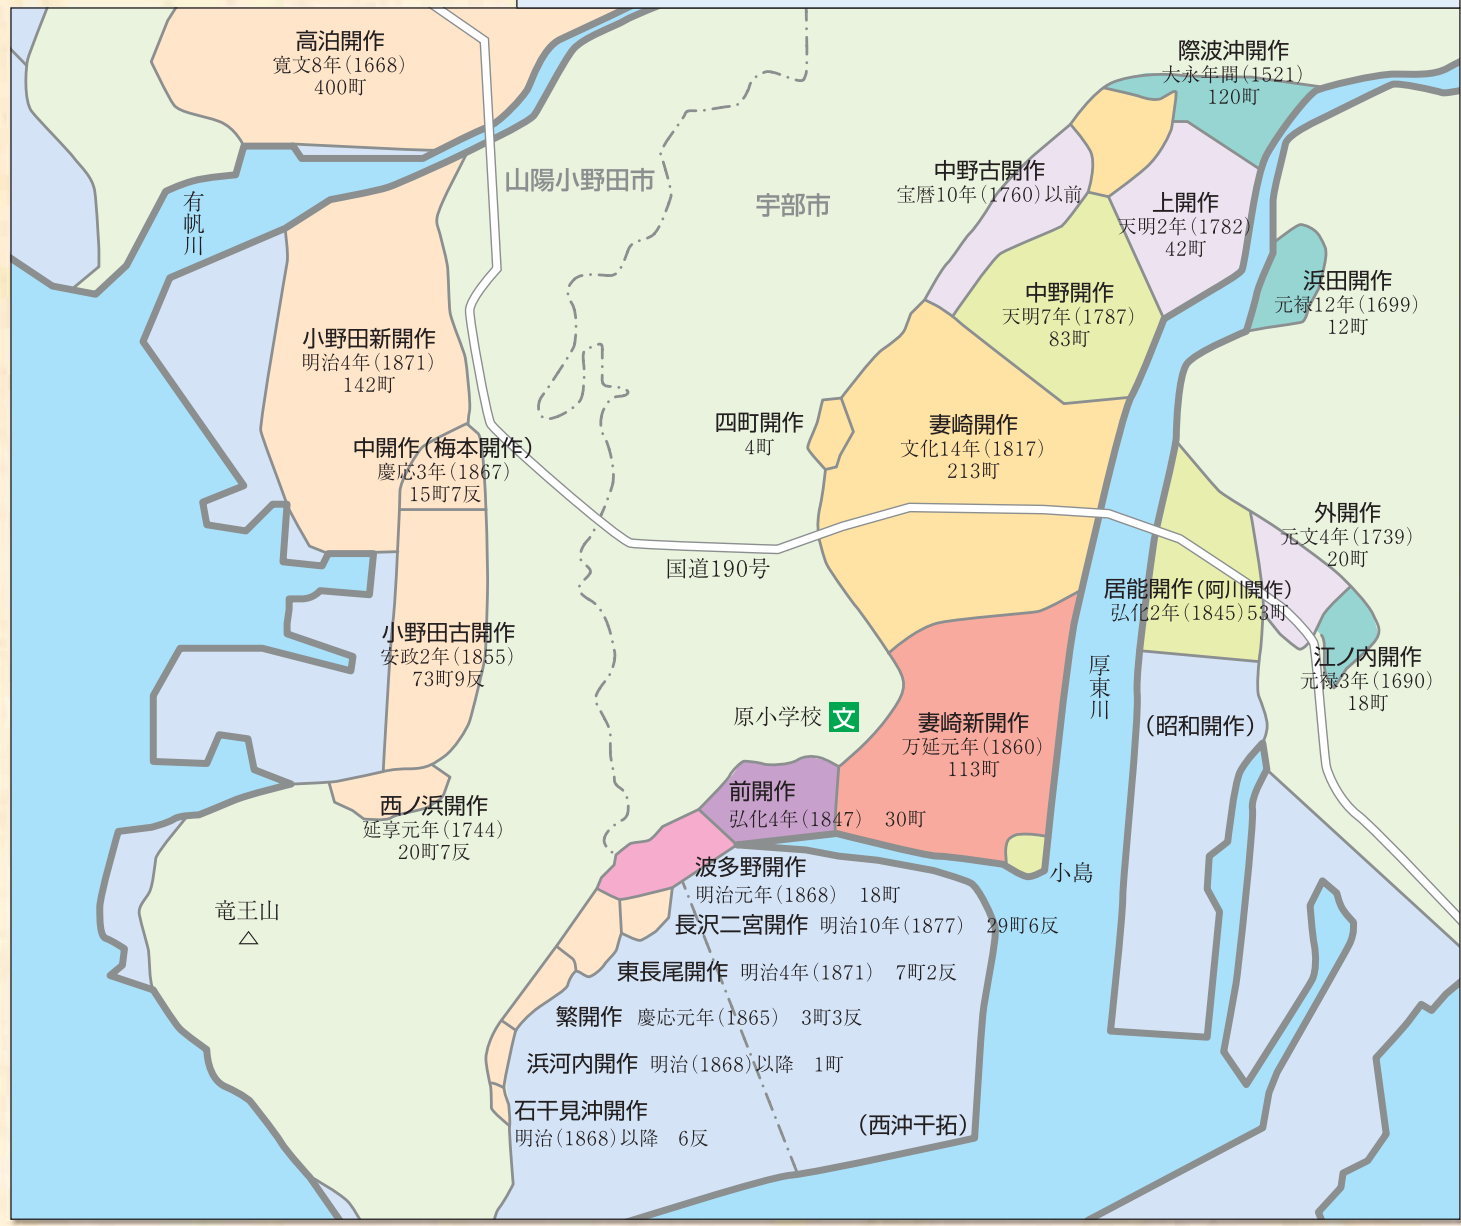 高泊開作
寛文8年(1668)
400町
際波沖開作
大永年間(1521)
120町
山陽小野田市
宇部市
中野古開作
宝暦10年(1760)以前
上開作
天明2年(1782)
42町
有帆川
浜田開作
元禄12年(1699)
12町
中野開作
天明7年(1787)
83町
小野田新開作
明治4年(1871)
142町
四町開作
4町
妻崎開作
文化14年(1817)
213町
中開作(梅本開作)
慶応3年(1867)
15町7反
外開作
元文4年(1739)
20町
国道190号
居能開作(阿川開作)
弘化2年(1845)53町
小野田古開作
安政2年(1855)
73町9反
江ノ内開作
元禄3年(1690)
18町
厚東川
原小学校 文
妻崎新開作
万延元年(1860)
113町
(昭和開作)
前開作
弘化4年(1847) 30町
西ノ浜開作
延享元年(1744)
20町7反
小島
波多野開作
明治元年(1868) 18町
竜王山
長沢二宮開作 明治10年(1877) 29町6反
東長尾開作 明治4年(1871) 7町2反
繁開作 慶応元年(1865) 3町3反
浜河内開作 明治(1868)以降 1町
石干見沖開作
明治(1868)以降 6反
(西沖干拓)